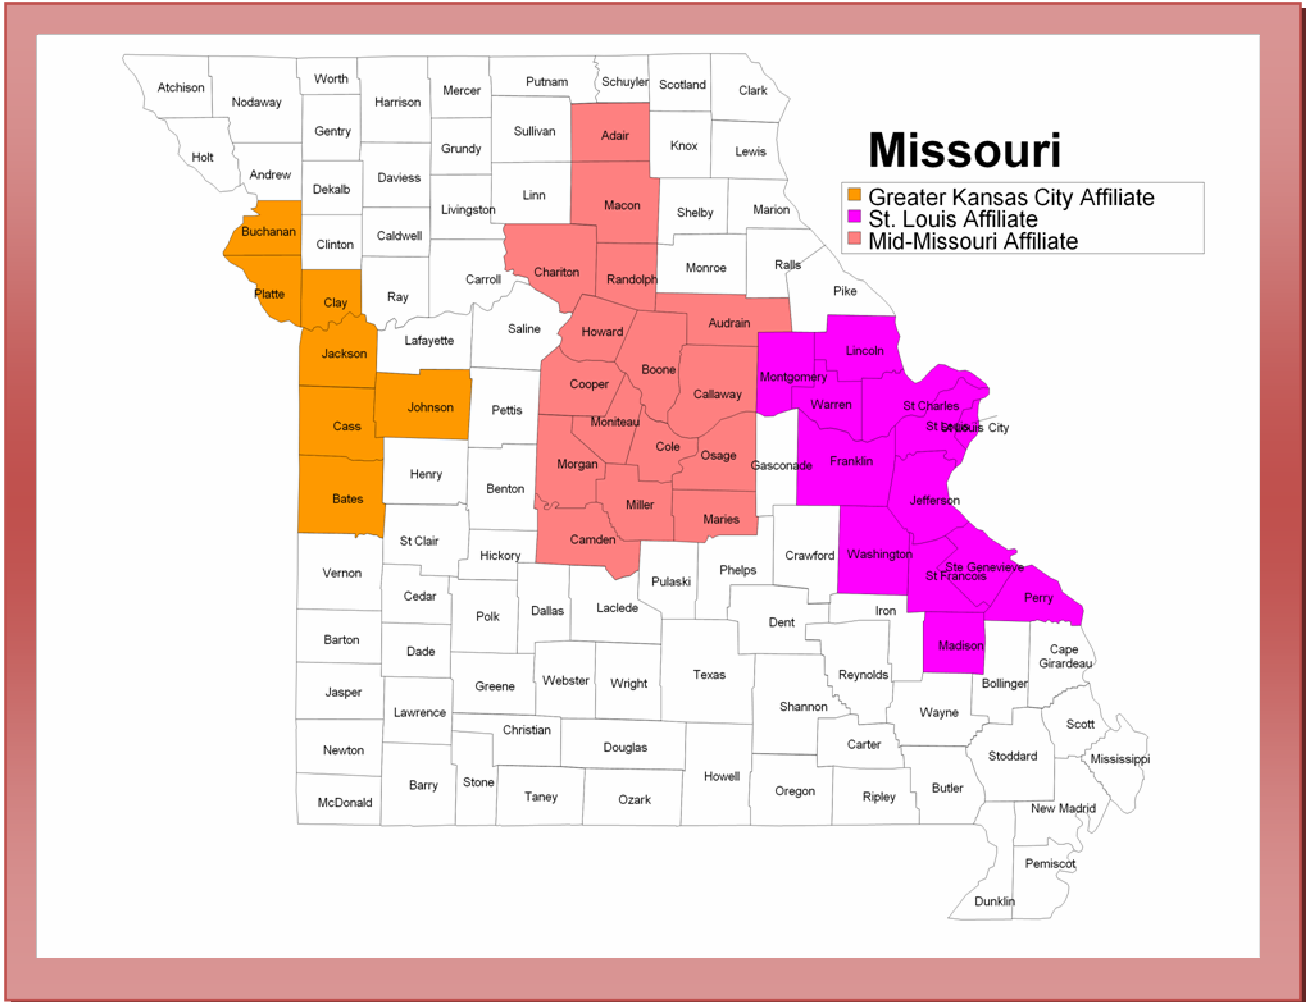 Missouri
Greater Kansas City Affiliate
St. Louis Affiliate
Mid-Missouri Affiliate
Atchison
Nodaway
Worth
Harrison
Mercer
Putnam
Schuyler
Scotland
Clark
Gentry
Sullivan
Adair
Knox
Lewis
Holt
Andrew
Dekalb
Daviess
Grundy
Livingston
Linn
Macon
Shelby
Marion
Buchanan
Clinton
Caldwell
Carroll
Chariton
Randolph
Monroe
Ralls
Pike
Platte
Clay
Ray
Saline
Howard
Audrain
Lincoln
Jackson
Lafayette
Boone
Callaway
Montgomery
Warren
St Charles
St Louis
St Louis City
Johnson
Pettis
Cooper
Moniteau
Cass
Cole
Osage
Gasconade
Franklin
Henry
Morgan
Bates
Benton
Miller
Maries
Jefferson
St Clair
Hickory
Camden
Crawford
Washington
Vernon
Cedar
Polk
Dallas
Laclede
Pulaski
Phelps
Ste Genevieve
St Francois
Perry
Iron
Dent
Barton
Dade
Madison
Cape
Girardeau
Jasper
Greene
Webster
Wright
Texas
Reynolds
Bollinger
Lawrence
Christian
Shannon
Wayne
Scott
Newton
Douglas
Carter
Stoddard
Mississippi
McDonald
Barry
Stone
Taney
Ozark
Howell
Oregon
Ripley
Butler
New Madrid
Pemiscot
Dunklin